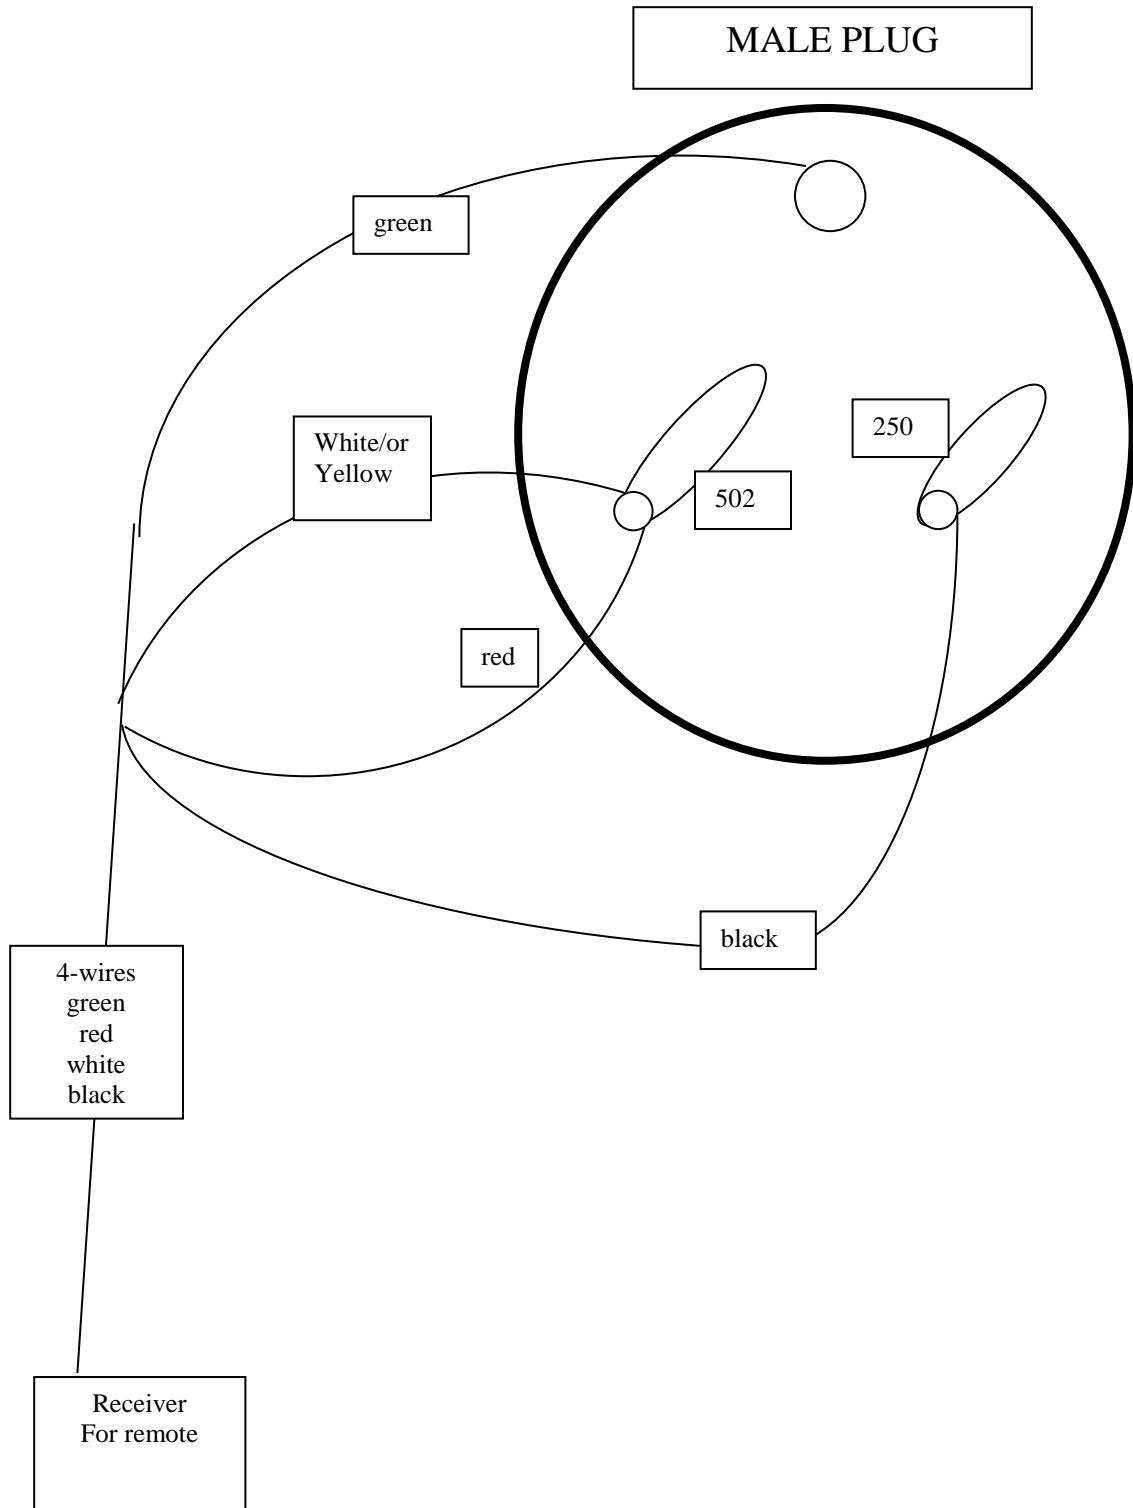 MALE PLUG
green
White/or
Yellow
250
502
red
black
4-wires
green
red
white
black
Receiver
For remote